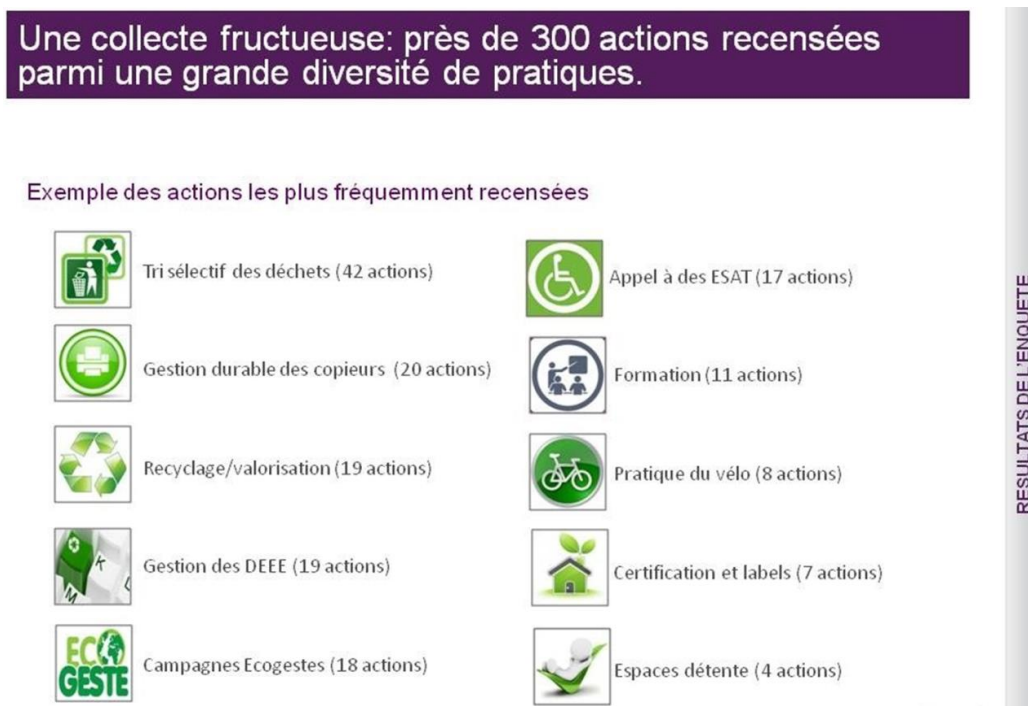 Une collecte fructueuse: près de 300 actions recensées
parmi une grande diversité de pratiques.
Exemple des actions les plus fréquemment recensées
Tri sélectif des déchets (42 actions)
Gestion durable des copieurs (20 actions)
Recyclage/valorisation (19 actions)
K
M
Gestion des DEEE (19 actions)
ECO
GESTE
Campagnes Ecogestes (18 actions)
Appel à des ESAT (17 actions)
Formation (11 actions)
Pratique du vélo (8 actions)
Certification et labels (7 actions)
Espaces détente (4 actions)
RESULTATS DE L'ENQUETE